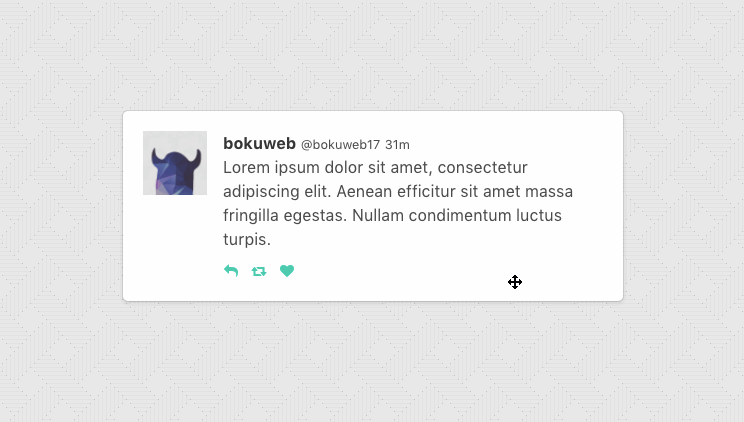 bokuweb @bokuweb17 31m
Lorem ipsum dolor sit amet, consectetur
adipiscing elit. Aenean efficitur sit amet massa
fringilla egestas. Nullam condimentum luctus
turpis.